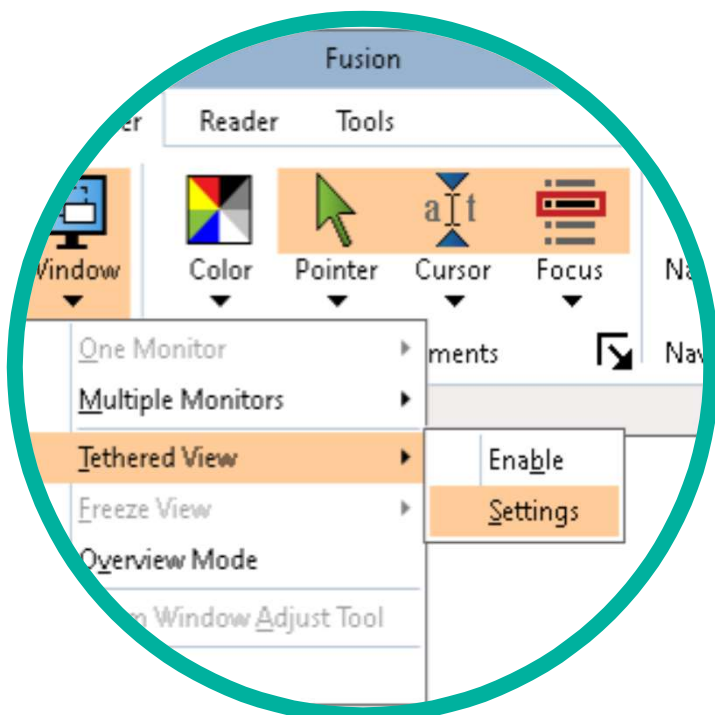 Fusion
Reader Tools
a t
Window Color Pointer Cursor Focus
One Monitor
Multiple Monitors
Tethered View
Enable
Freeze View
Settings
Overview Mode
Window Adjust Tool